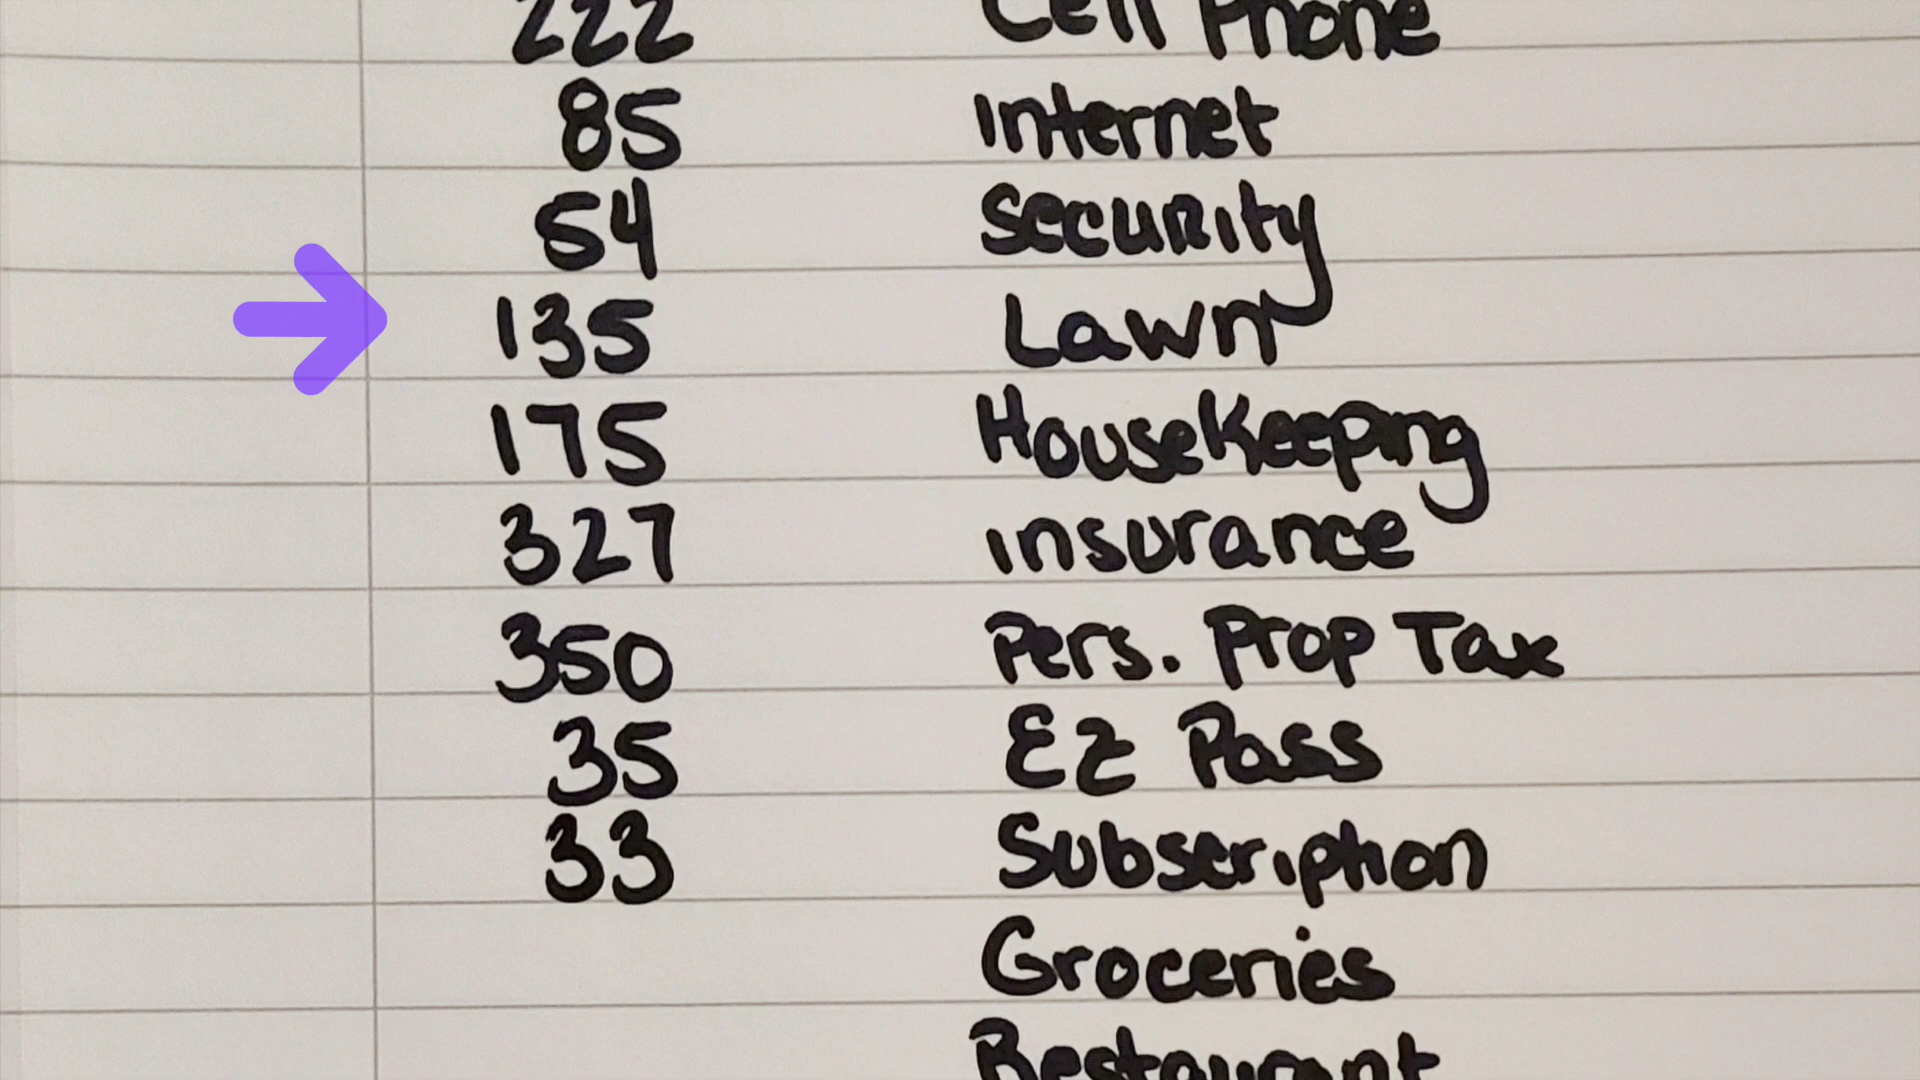 222 Cell Phone
85 Internet
54 Security
135 Lawn
175 Housekeeping
327 insurance
350 Pers. Prop Tax
35 EZ Pass
33 Subscription
Groceries
Restaurant